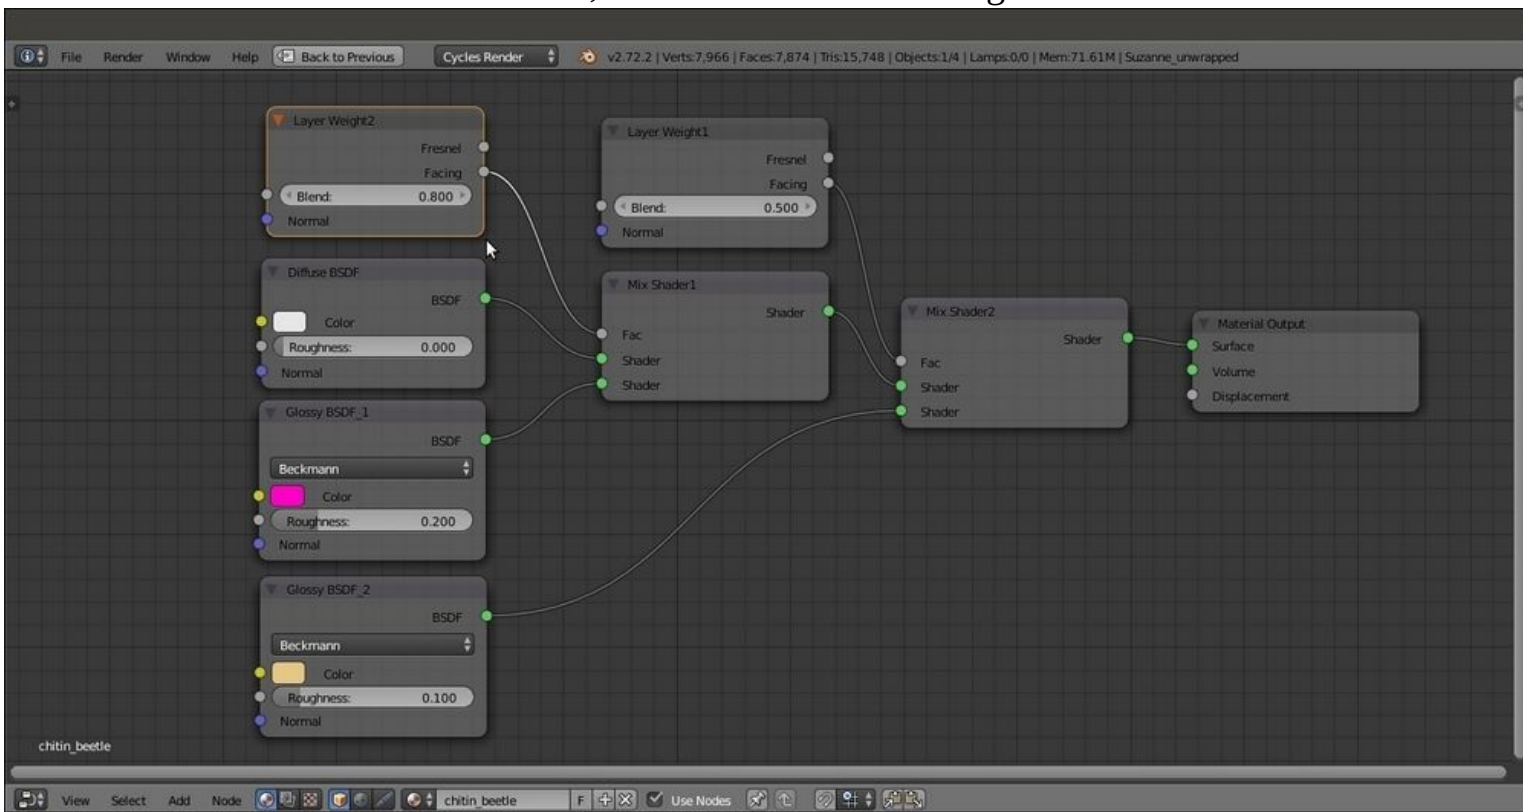 File Render Window Help Back to Previous Cycles Render v2.72.2 | Verts:7,966 | Faces:7,874 | Tris:15,748 | Objects:1/4 | Lamps:0/0 | Mem:71.61M | Suzanne_unwrapped
Layer Weight2
Fresnel
Facing
Blend: 0.800
Normal
Layer Weight1
Fresnel
Facing
Blend: 0.500
Normal
Diffuse BSDF
BSDF
Color
Roughness: 0.000
Normal
Mix Shader1
Shader
Fac
Shader
Shader
Mix Shader2
Shader
Fac
Shader
Shader
Material Output
Surface
Volume
Displacement
Glossy BSDF_1
BSDF
Beckmann
Color
Roughness: 0.200
Normal
Glossy BSDF_2
BSDF
Beckmann
Color
Roughness: 0.100
Normal
chitin_beetle
View Select Add Node chitin_beetle F Use Nodes